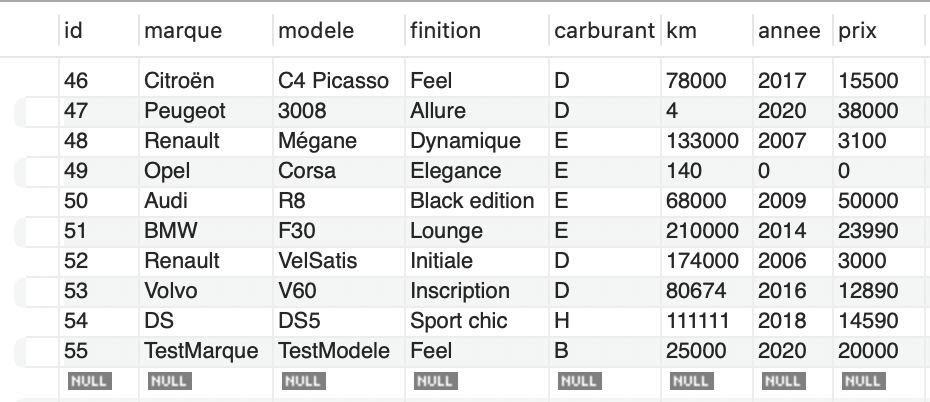 id marque modele finition carburant km annee prix
46 Citroën C4 Picasso Feel D 78000 2017 15500
47 Peugeot 3008 Allure D 4 2020 38000
48 Renault Mégane Dynamique E 133000 2007 3100
49 Opel Corsa Elegance E 140 0 0
50 Audi R8 Black edition E 68000 2009 50000
51 BMW F30 Lounge E 210000 2014 23990
52 Renault VelSatis Initiale D 174000 2006 3000
53 Volvo V60 Inscription D 80674 2016 12890
54 DS DS5 Sport chic H 111111 2018 14590
55 TestMarque TestModele Feel B 25000 2020 20000
NULL NULL NULL NULL NULL NULL NULL NULL